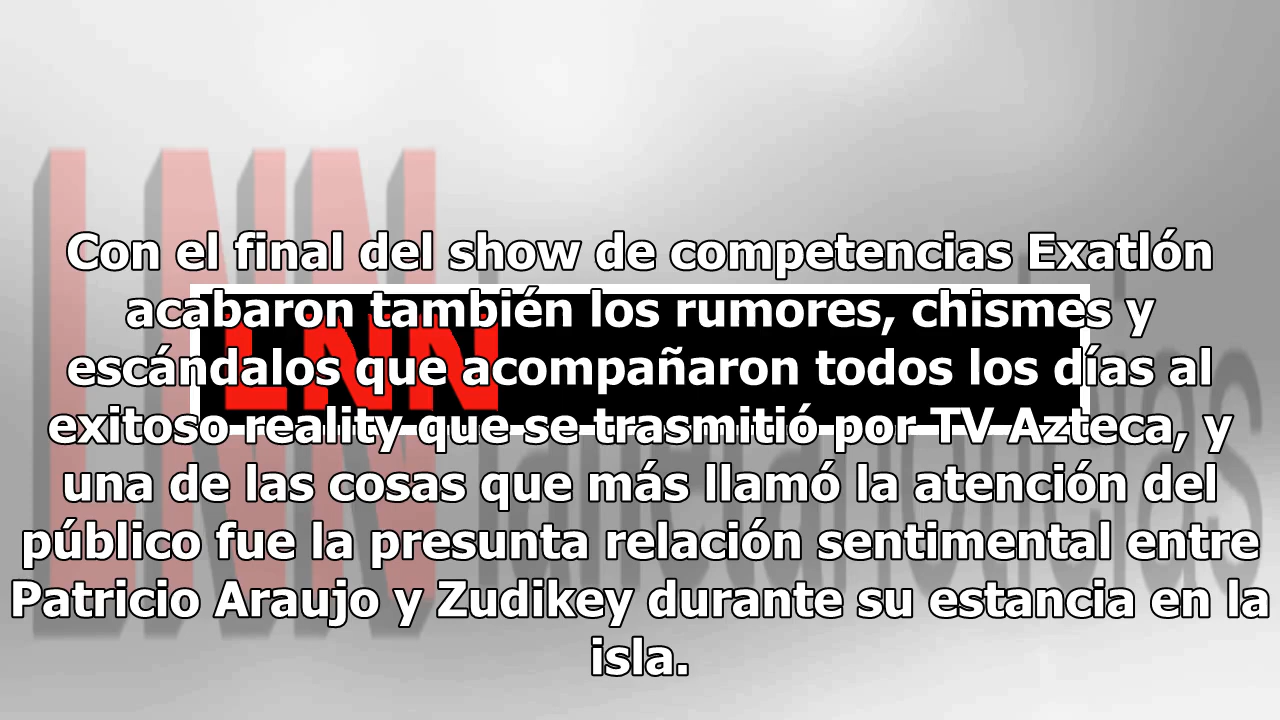 Con el final del show de competencias Exatlón
acabaron también los rumores, chismes y
escándalos que acompañaron todos los días al
exitoso reality que se trasmitió por TV Azteca, y
una de las cosas que más llamó la atención del
público fue la presunta relación sentimental entre
Patricio Araujo y Zudikey durante su estancia en la
isla.
LNN
LNN